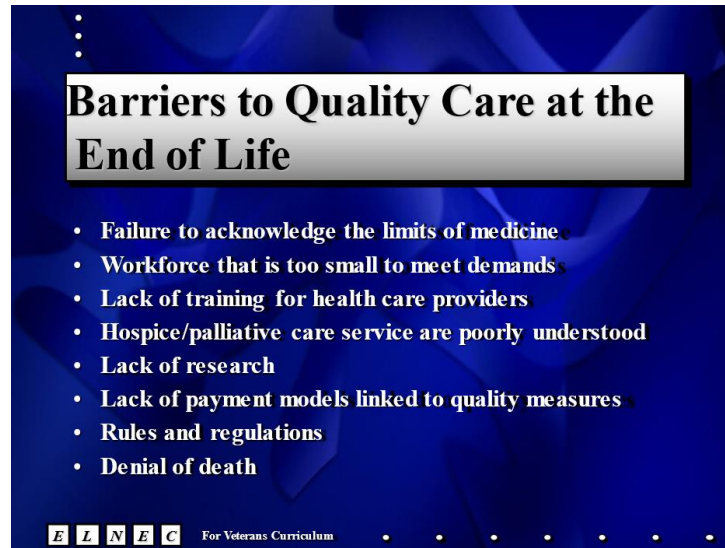 Barriers to Quality Care at the
End of Life
• Failure to acknowledge the limits of medicine
• Workforce that is too small to meet demands
• Lack of training for health care providers
• Hospice/palliative care service are poorly understood
• Lack of research
• Lack of payment models linked to quality measures
• Rules and regulations
• Denial of death
E L N E C For Veterans Curriculum